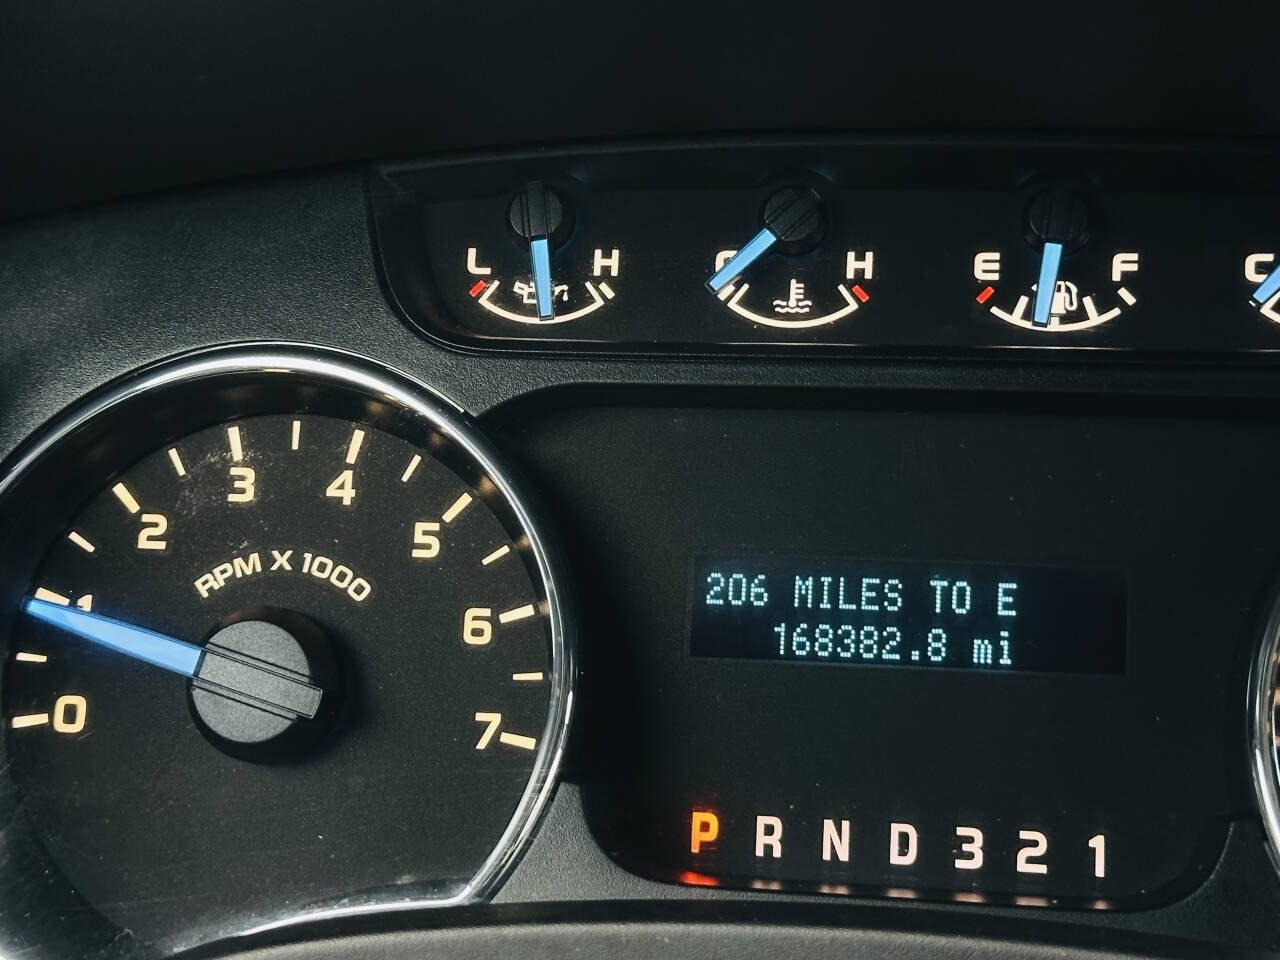 L H
H
E F
C
0 1 2 3 4 5 6 7
RPM X 1000
206 MILES TO E
168382.8 mi
P R N D 3 2 1